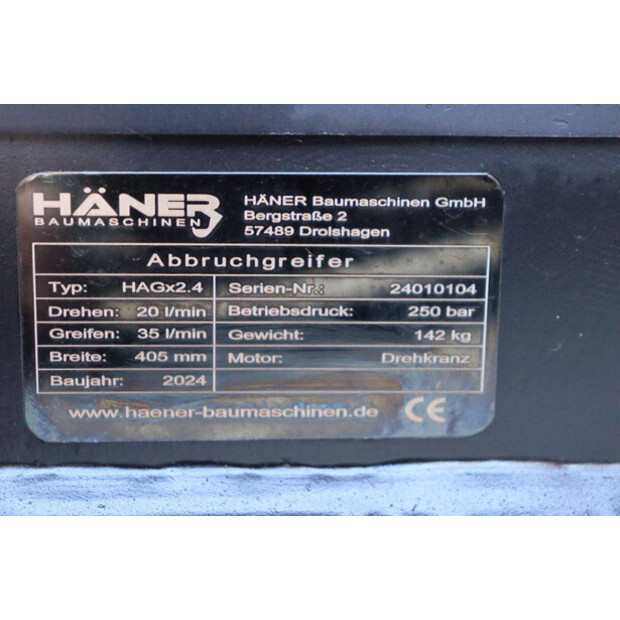 HÄNER
BAUMASCHINEN
HÄNER Baumaschinen GmbH
Bergstraße 2
57489 Drolshagen
Abbruchgreifer
Typ: HAGx2.4 Serien-Nr.: 24010104
Drehen: 20 l/min Betriebsdruck: 250 bar
Greifen: 35 l/min Gewicht: 142 kg
Breite: 405 mm Motor: Drehkranz
Baujahr: 2024
www.haener-baumaschinen.de CE